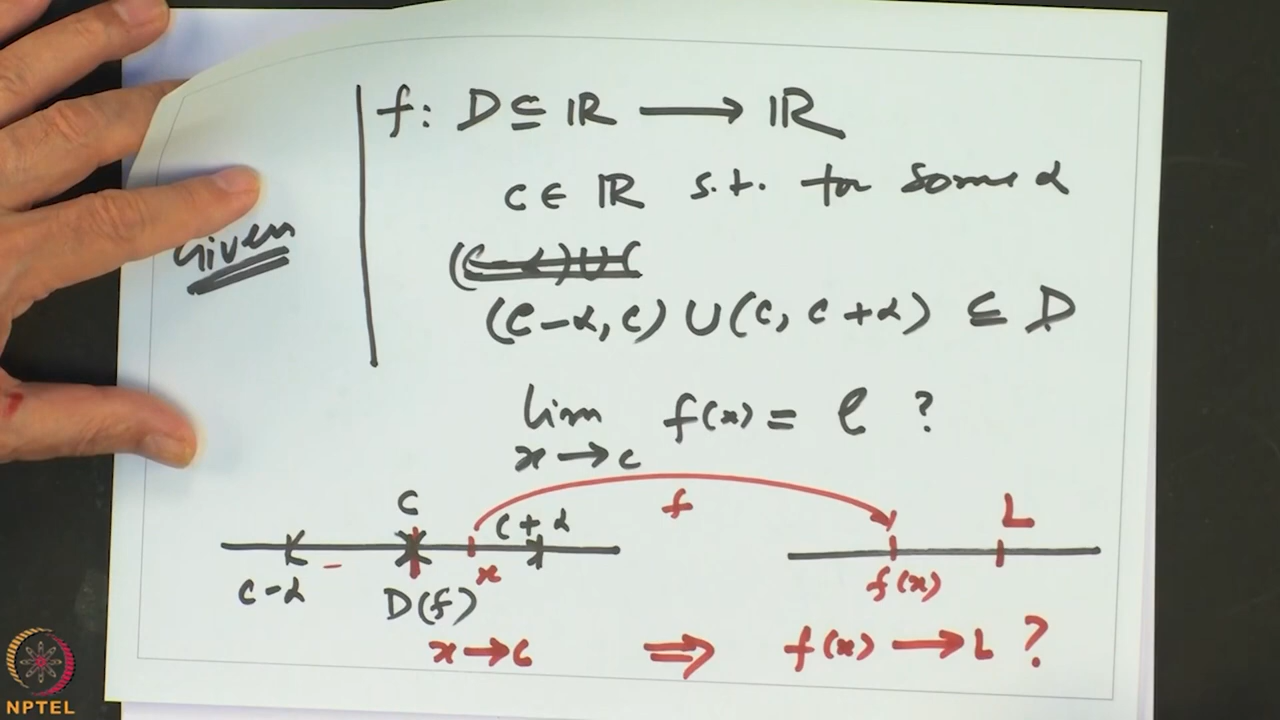 f: D ⊆ ℝ ⟶ ℝ
c ∈ ℝ s.t. for some α
Given
(c-α)∪(
(c-α, c) ∪ (c, c+α) ⊆ D
lim f(x) = l ?
x → c
c
f
c+α
L
c-α
x
f(x)
D(f)
x → c ⇒ f(x) ⟶ L ?
NPTEL